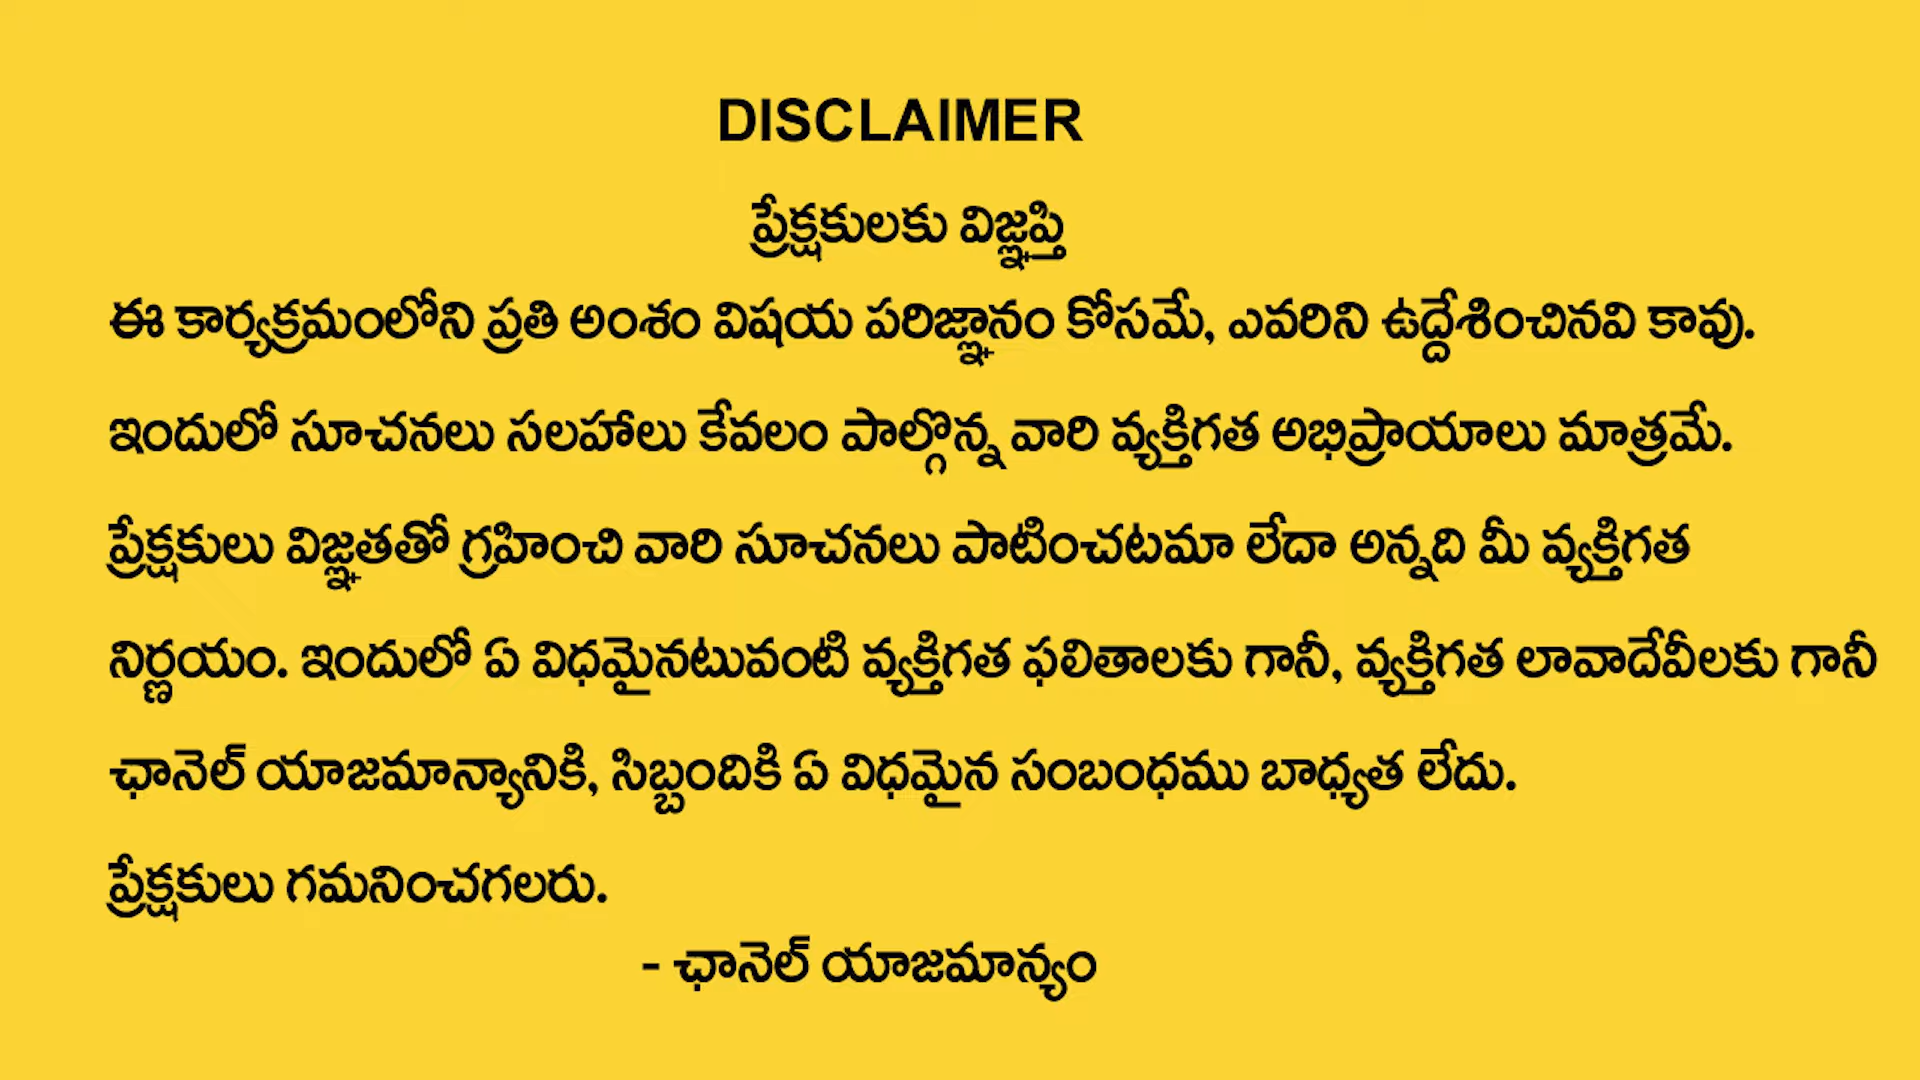 DISCLAIMER
ప్రేక్షకులకు విజ్ఞప్తి
ఈ కార్యక్రమంలోని ప్రతి అంశం విషయ పరిజ్ఞానం కోసమే, ఎవరిని ఉద్దేశించినవి కావు.
ఇందులో సూచనలు సలహాలు కేవలం పాల్గొన్న వారి వ్యక్తిగత అభిప్రాయాలు మాత్రమే.
ప్రేక్షకులు విజ్ఞతతో గ్రహించి వారి సూచనలు పాటించటమా లేదా అన్నది మీ వ్యక్తిగత
నిర్ణయం. ఇందులో ఏ విధమైనటువంటి వ్యక్తిగత ఫలితాలకు గానీ, వ్యక్తిగత లావాదేవీలకు గానీ
ఛానెల్ యాజమాన్యానికి, సిబ్బందికి ఏ విధమైన సంబంధము బాధ్యత లేదు.
ప్రేక్షకులు గమనించగలరు.
- ఛానెల్ యాజమాన్యం